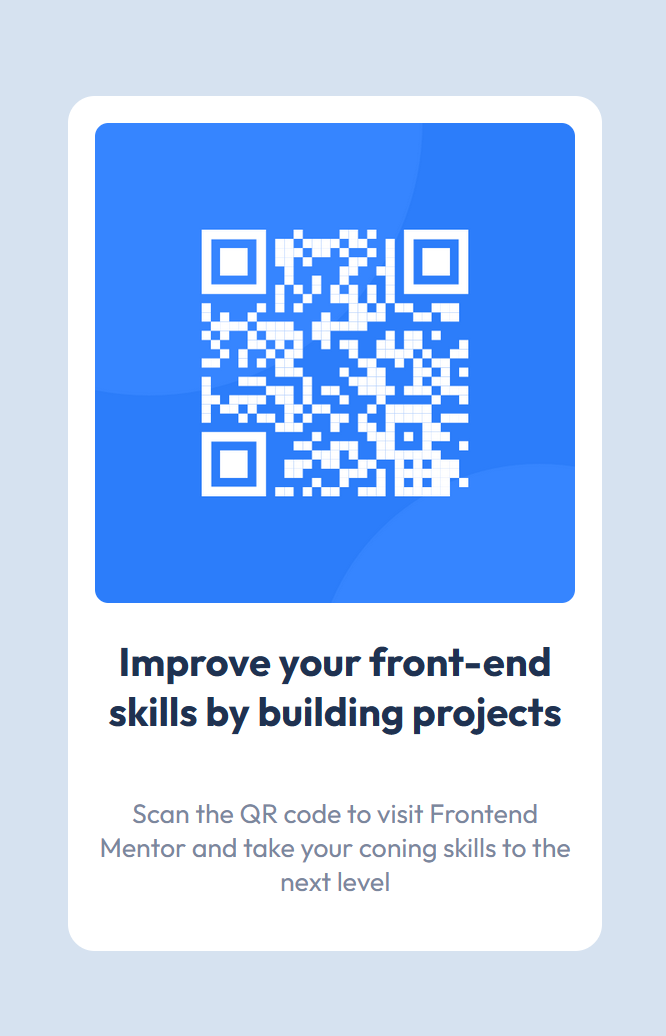 Improve your front-end
skills by building projects
Scan the QR code to visit Frontend
Mentor and take your coning skills to the
next level